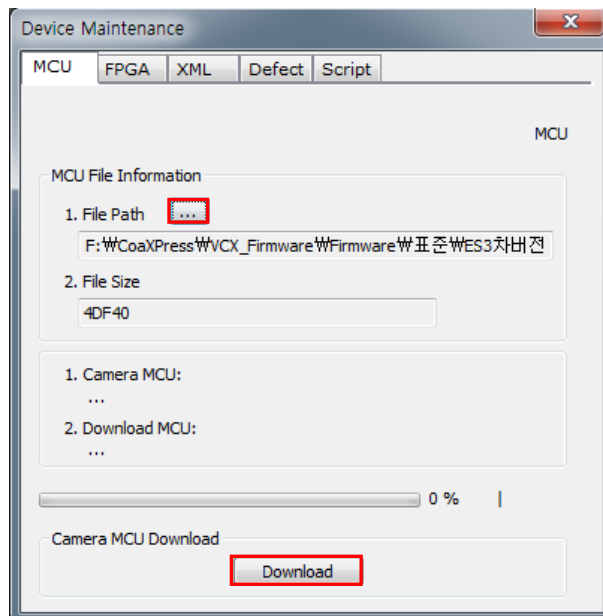 Device Maintenance
MCU FPGA XML Defect Script
MCU
MCU File Information
1. File Path ...
F:₩CoaXPress₩VCX_Firmware₩Firmware₩표준₩ES3차버젼
2. File Size
4DF40
1. Camera MCU:
...
2. Download MCU:
...
0 %
Camera MCU Download
Download